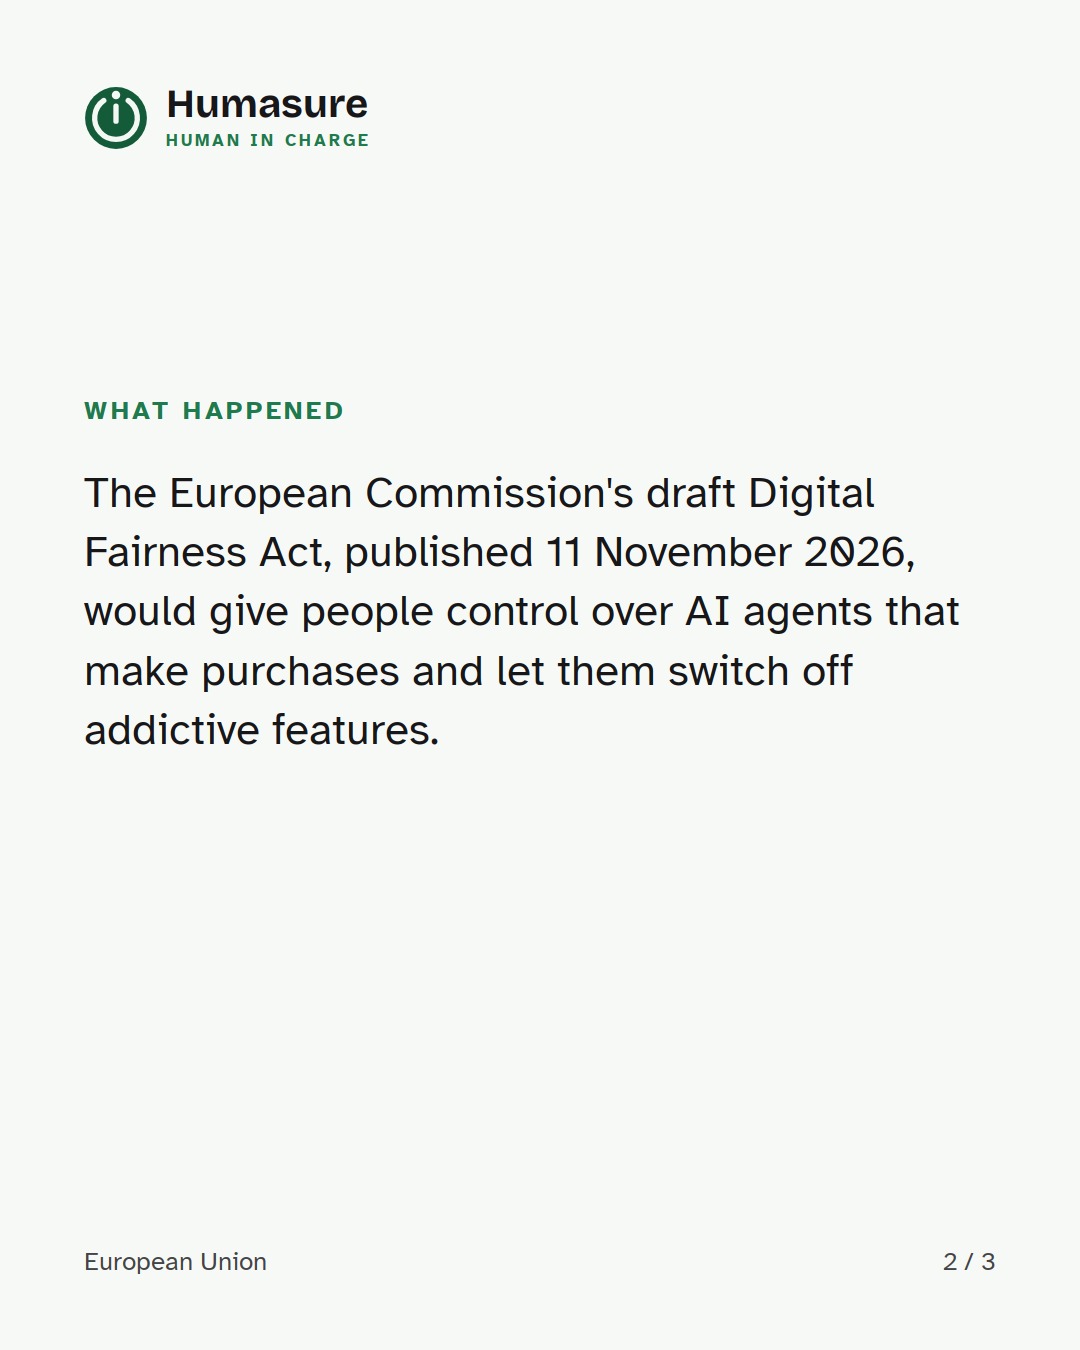 Humasure
HUMAN IN CHARGE
WHAT HAPPENED
The European Commission's draft Digital
Fairness Act, published 11 November 2026,
would give people control over AI agents that
make purchases and let them switch off
addictive features.
European Union
2 / 3